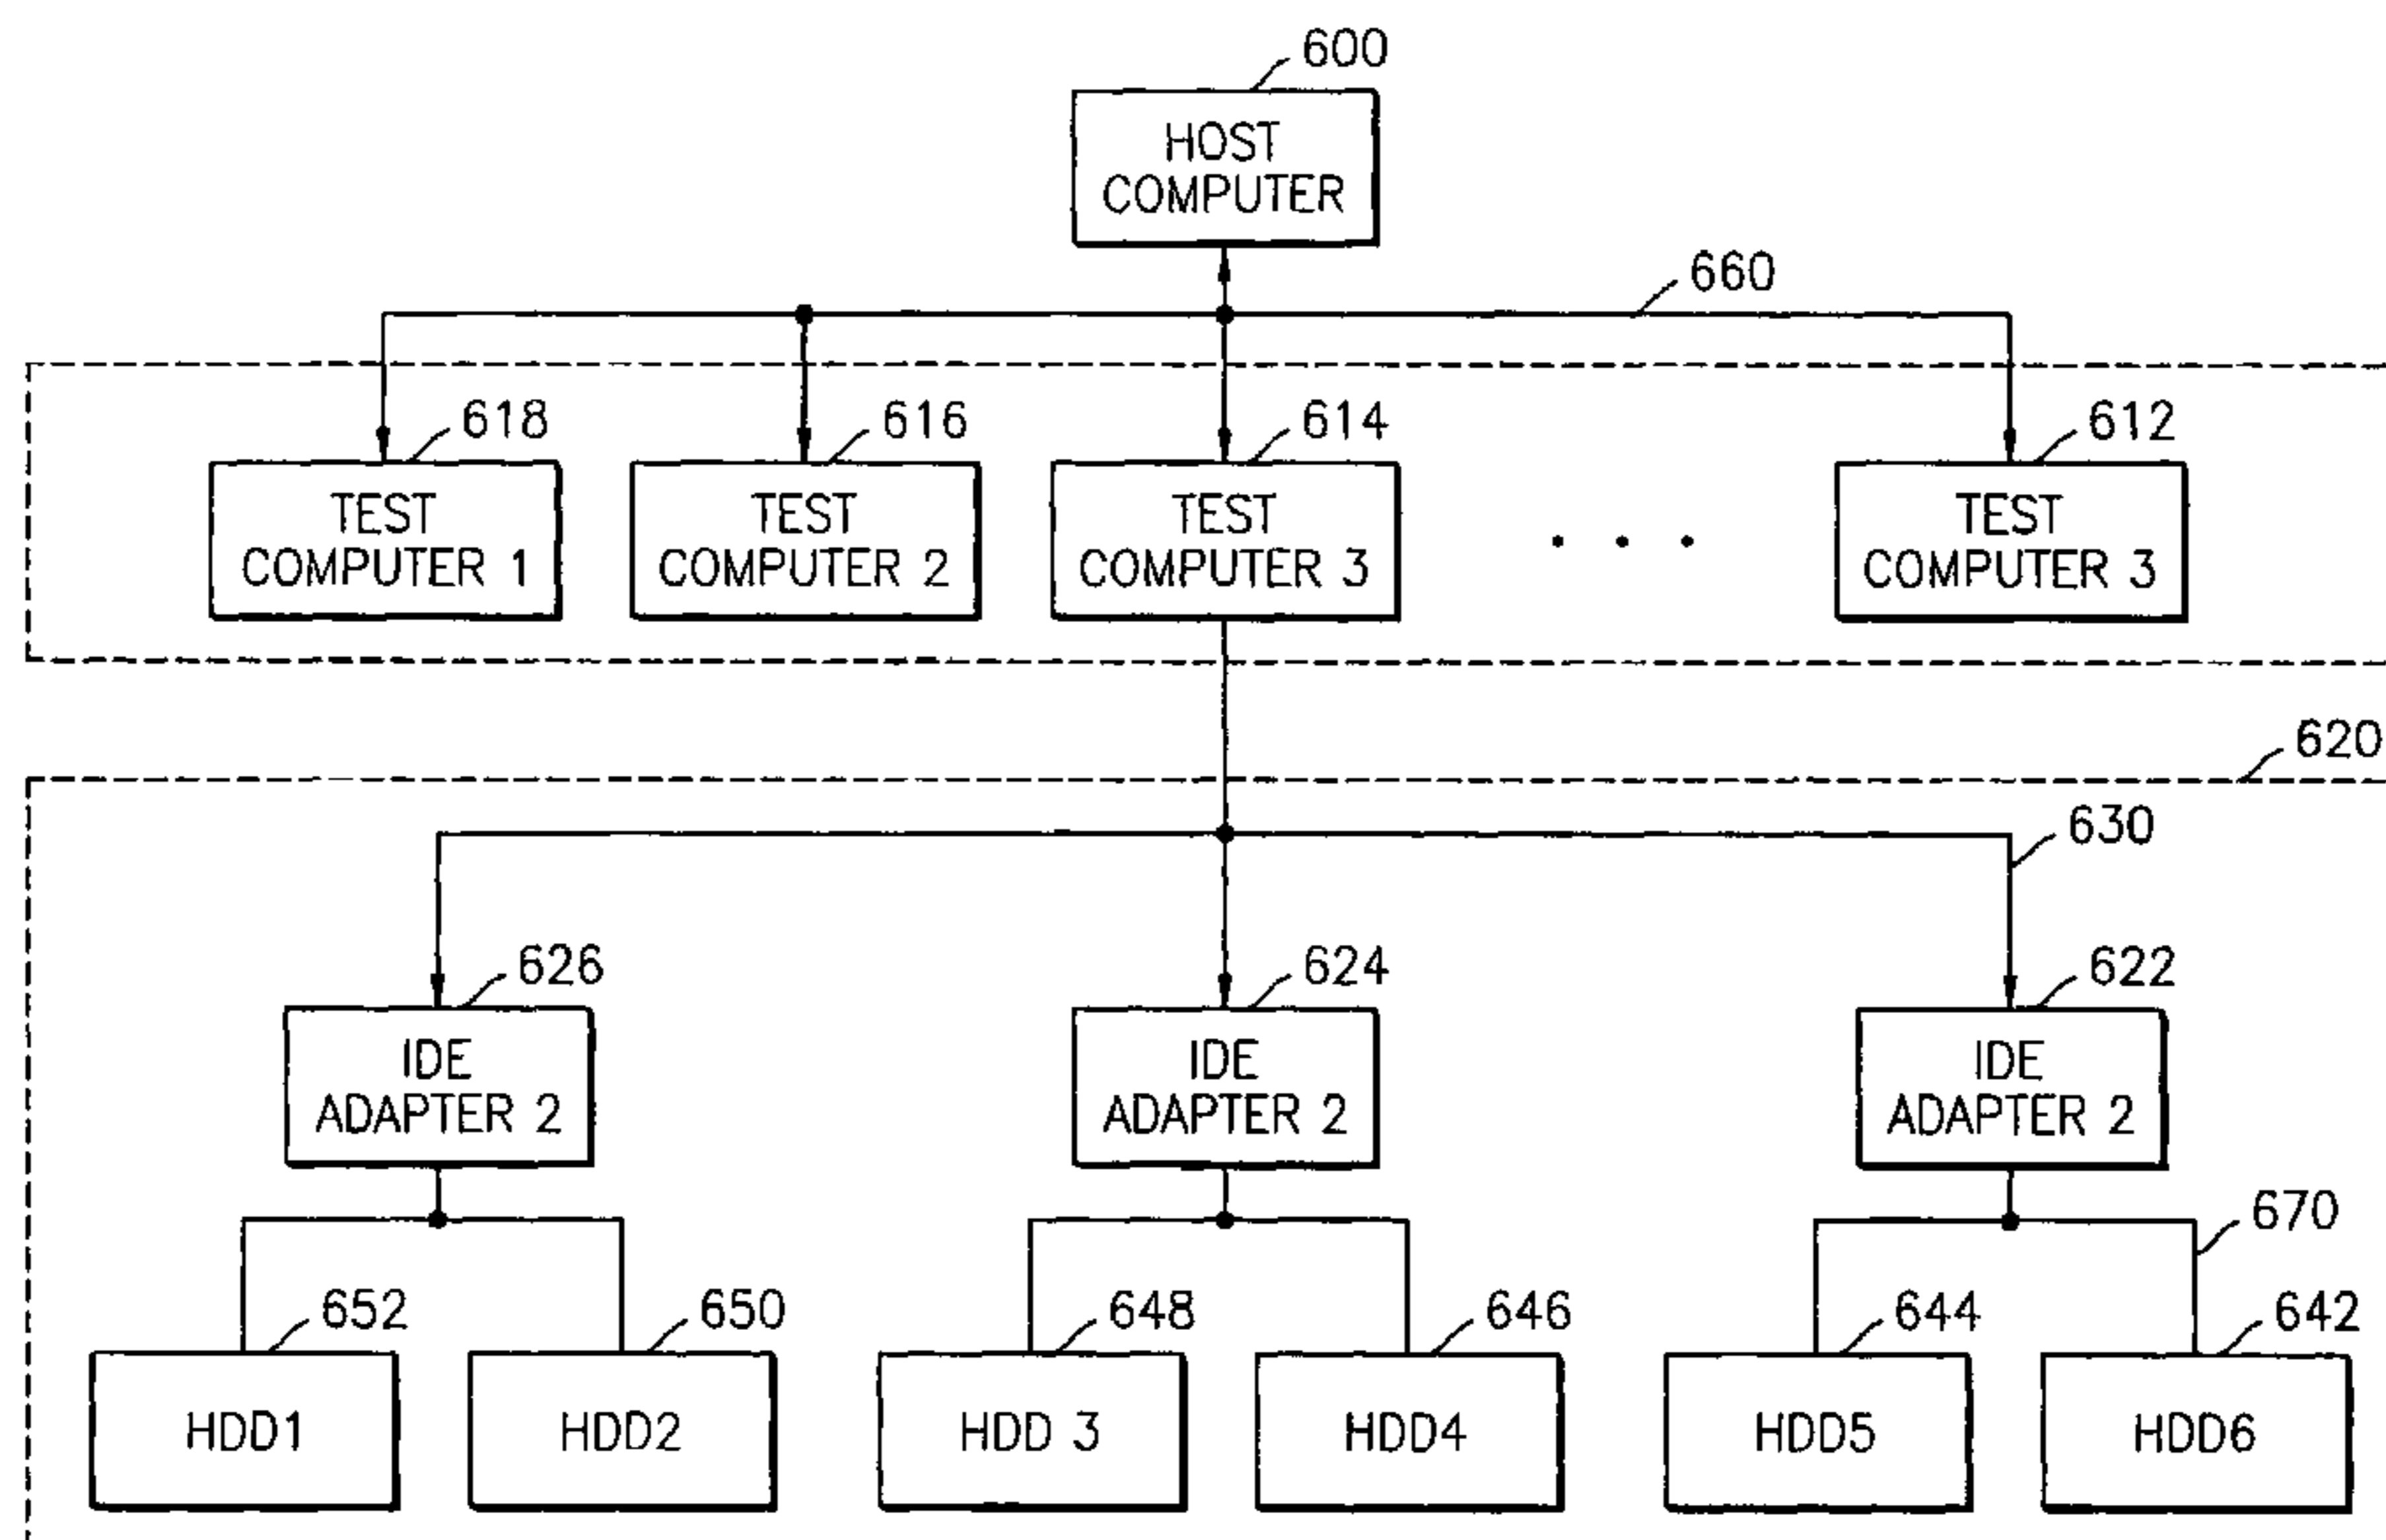 600
HOST
COMPUTER
660
618
616
614
612
TEST
COMPUTER 1
TEST
COMPUTER 2
TEST
COMPUTER 3
. . .
TEST
COMPUTER 3
620
630
626
624
622
IDE
ADAPTER 2
IDE
ADAPTER 2
IDE
ADAPTER 2
670
652
650
648
646
644
642
HDD1
HDD2
HDD 3
HDD4
HDD5
HDD6